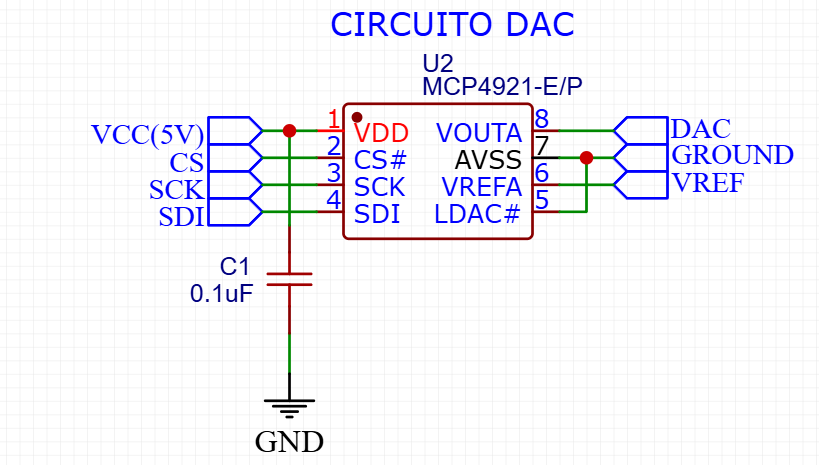 CIRCUITO DAC
U2
MCP4921-E/P
VCC(5V)
CS
SCK
SDI
1
2
3
4
VDD
CS#
SCK
SDI
VOUTA
AVSS
VREFA
LDAC#
8
7
6
5
DAC
GROUND
VREF
C1
0.1uF
GND